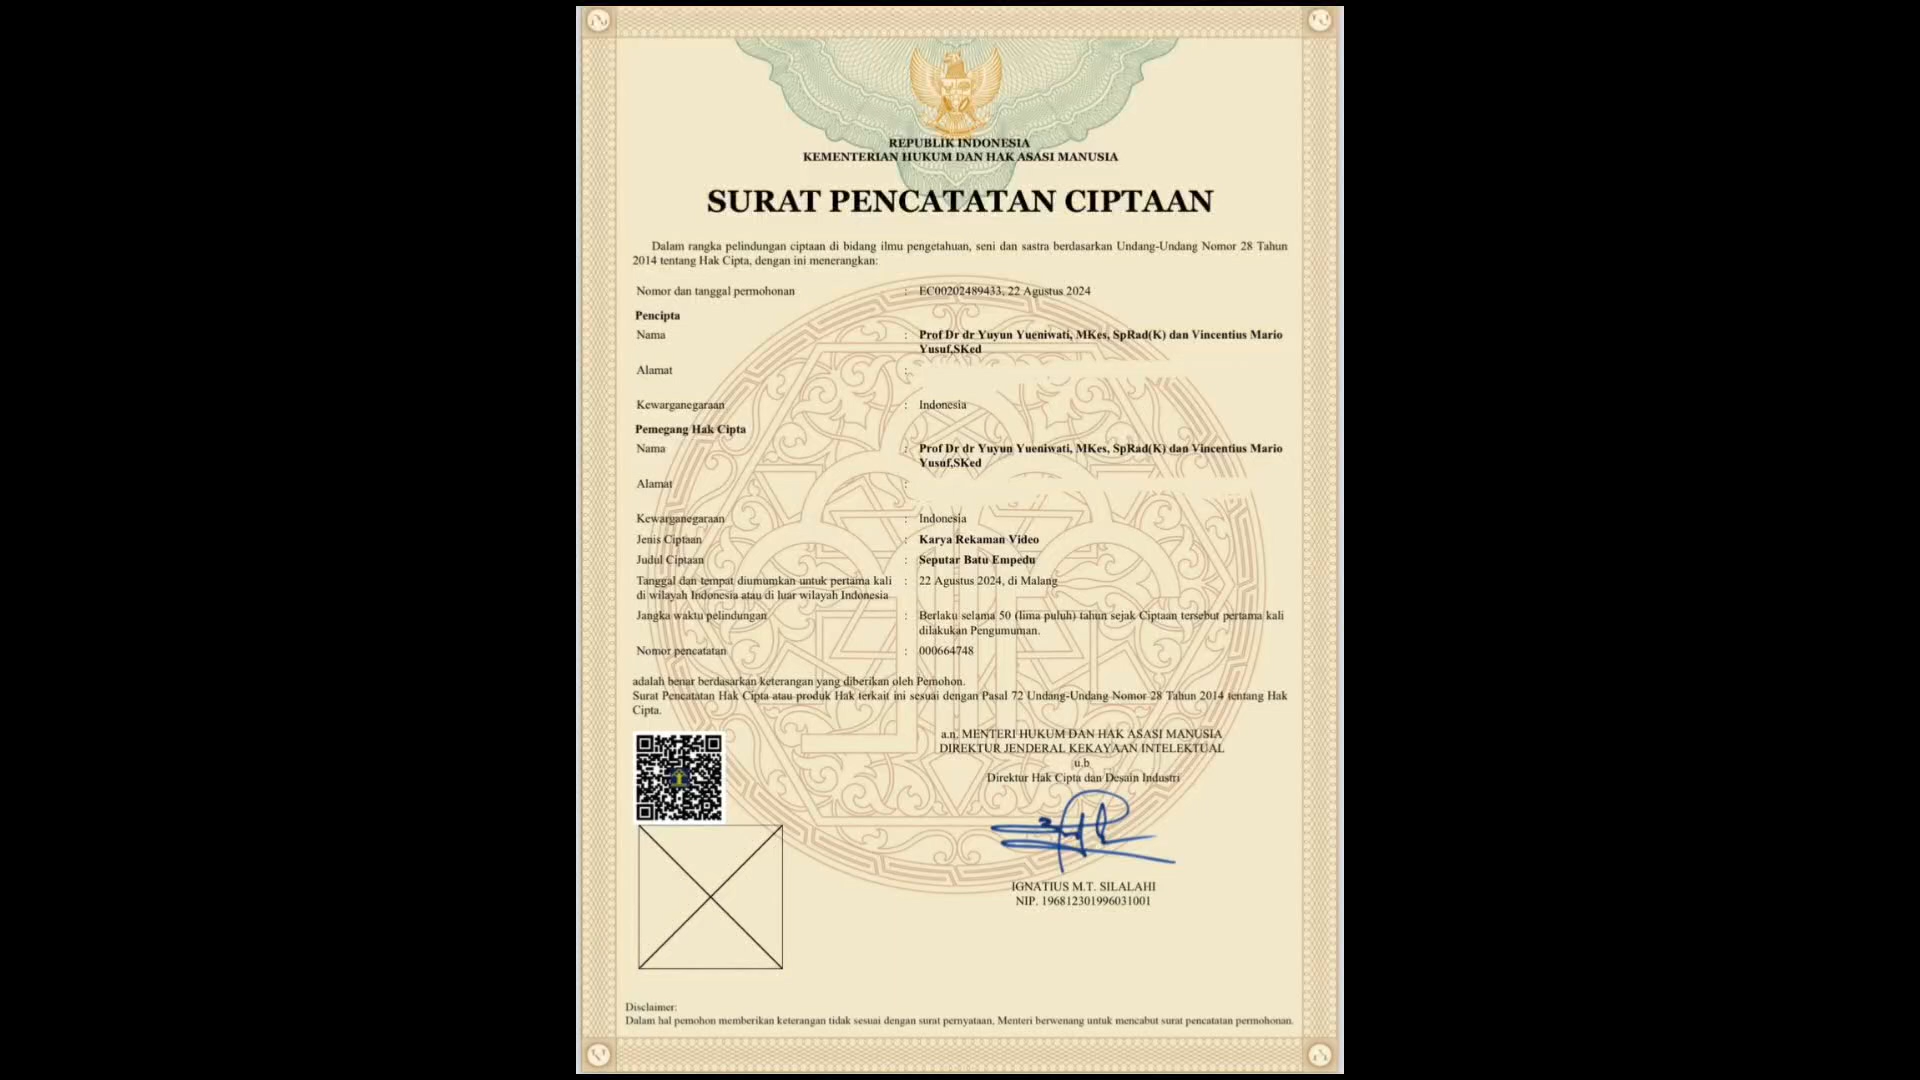 REPUBLIK INDONESIA
KEMENTERIAN HUKUM DAN HAK ASASI MANUSIA
SURAT PENCATATAN CIPTAAN
Dalam rangka pelindungan ciptaan di bidang ilmu pengetahuan, seni dan sastra berdasarkan Undang-Undang Nomor 28 Tahun
2014 tentang Hak Cipta, dengan ini menerangkan:
Nomor dan tanggal permohonan : EC00202489433, 22 Agustus 2024
Pencipta
Nama : Prof Dr dr Yuyun Yueniwati, MKes, SpRad(K) dan Vincentius Mario
Yusuf,SKed
Alamat :
Kewarganegaraan : Indonesia
Pemegang Hak Cipta
Nama : Prof Dr dr Yuyun Yueniwati, MKes, SpRad(K) dan Vincentius Mario
Yusuf,SKed
Alamat :
Kewarganegaraan : Indonesia
Jenis Ciptaan : Karya Rekaman Video
Judul Ciptaan : Seputar Batu Empedu
Tanggal dan tempat diumumkan untuk pertama kali : 22 Agustus 2024, di Malang
di wilayah Indonesia atau di luar wilayah Indonesia
Jangka waktu pelindungan : Berlaku selama 50 (lima puluh) tahun sejak Ciptaan tersebut pertama kali
dilakukan Pengumuman.
Nomor pencatatan : 000664748
adalah benar berdasarkan keterangan yang diberikan oleh Pemohon.
Surat Pencatatan Hak Cipta atau produk Hak terkait ini sesuai dengan Pasal 72 Undang-Undang Nomor 28 Tahun 2014 tentang Hak
Cipta.
a.n. MENTERI HUKUM DAN HAK ASASI MANUSIA
DIREKTUR JENDERAL KEKAYAAN INTELEKTUAL
u.b
Direktur Hak Cipta dan Desain Industri
IGNATIUS M.T. SILALAHI
NIP. 196812301996031001
Disclaimer:
Dalam hal pemohon memberikan keterangan tidak sesuai dengan surat pernyataan, Menteri berwenang untuk mencabut surat pencatatan permohonan.